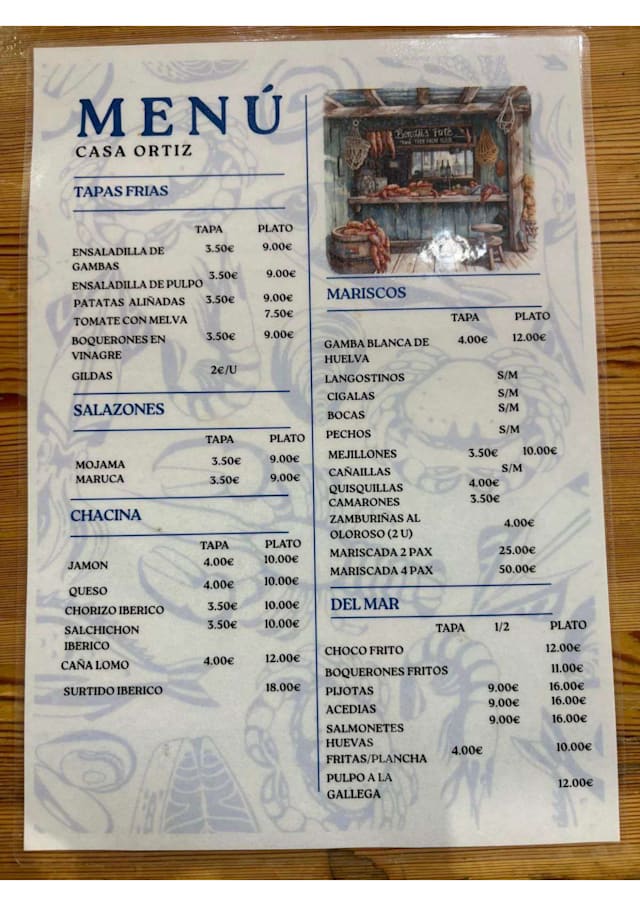 MENÚ
CASA ORTIZ
TAPAS FRIAS
TAPA PLATO
ENSALADILLA DE 3.50€ 9.00€
GAMBAS
ENSALADILLA DE PULPO 3.50€ 9.00€
PATATAS ALIÑADAS 3.50€ 9.00€
TOMATE CON MELVA 7.50€
BOQUERONES EN 3.50€ 9.00€
VINAGRE
GILDAS 2€/U
SALAZONES
TAPA PLATO
MOJAMA 3.50€ 9.00€
MARUCA 3.50€ 9.00€
CHACINA
TAPA PLATO
JAMON 4.00€ 10.00€
QUESO 4.00€ 10.00€
CHORIZO IBERICO 3.50€ 10.00€
SALCHICHON 3.50€ 10.00€
IBERICO
CAÑA LOMO 4.00€ 12.00€
SURTIDO IBERICO 18.00€
MARISCOS
TAPA PLATO
GAMBA BLANCA DE 4.00€ 12.00€
HUELVA
LANGOSTINOS S/M
CIGALAS S/M
BOCAS S/M
PECHOS S/M
MEJILLONES 3.50€ 10.00€
CAÑAILLAS S/M
QUISQUILLAS 4.00€
CAMARONES 3.50€
ZAMBURIÑAS AL 4.00€
OLOROSO (2 U)
MARISCADA 2 PAX 25.00€
MARISCADA 4 PAX 50.00€
DEL MAR
TAPA 1/2 PLATO
CHOCO FRITO 12.00€
BOQUERONES FRITOS 11.00€
PIJOTAS 9.00€ 16.00€
ACEDIAS 9.00€ 16.00€
SALMONETES 9.00€ 16.00€
HUEVAS
FRITAS/PLANCHA 4.00€ 10.00€
PULPO A LA 12.00€
GALLEGA